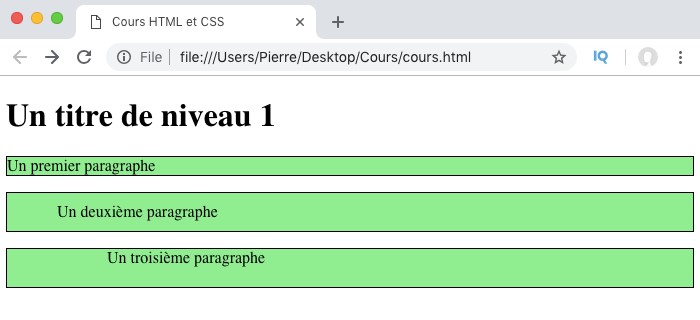 Cours HTML et CSS
File | file:///Users/Pierre/Desktop/Cours/cours.html
IQ
Un titre de niveau 1
Un premier paragraphe
Un deuxième paragraphe
Un troisième paragraphe